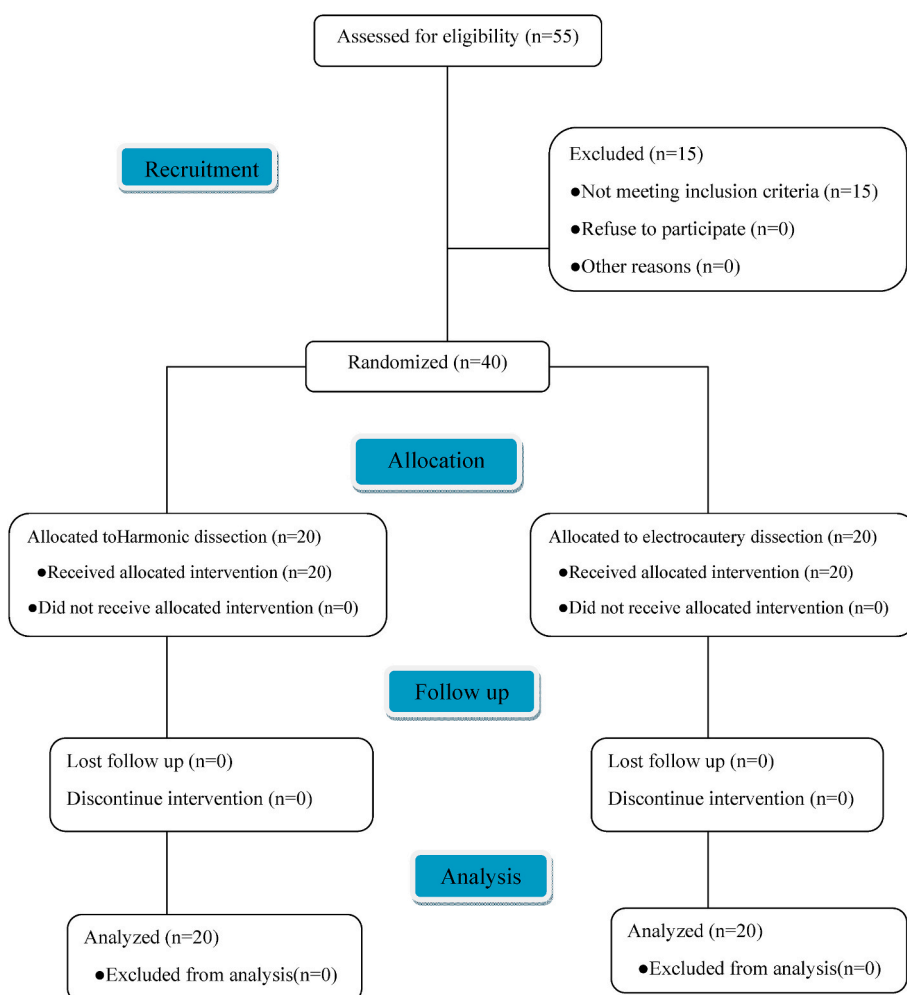 Assessed for eligibility (n=55)
Recruitment
Excluded (n=15)
●Not meeting inclusion criteria (n=15)
●Refuse to participate (n=0)
●Other reasons (n=0)
Randomized (n=40)
Allocation
Allocated toHarmonic dissection (n=20)
●Received allocated intervention (n=20)
●Did not receive allocated intervention (n=0)
Allocated to electrocautery dissection (n=20)
●Received allocated intervention (n=20)
●Did not receive allocated intervention (n=0)
Follow up
Lost follow up (n=0)
Discontinue intervention (n=0)
Lost follow up (n=0)
Discontinue intervention (n=0)
Analysis
Analyzed (n=20)
●Excluded from analysis(n=0)
Analyzed (n=20)
●Excluded from analysis(n=0)